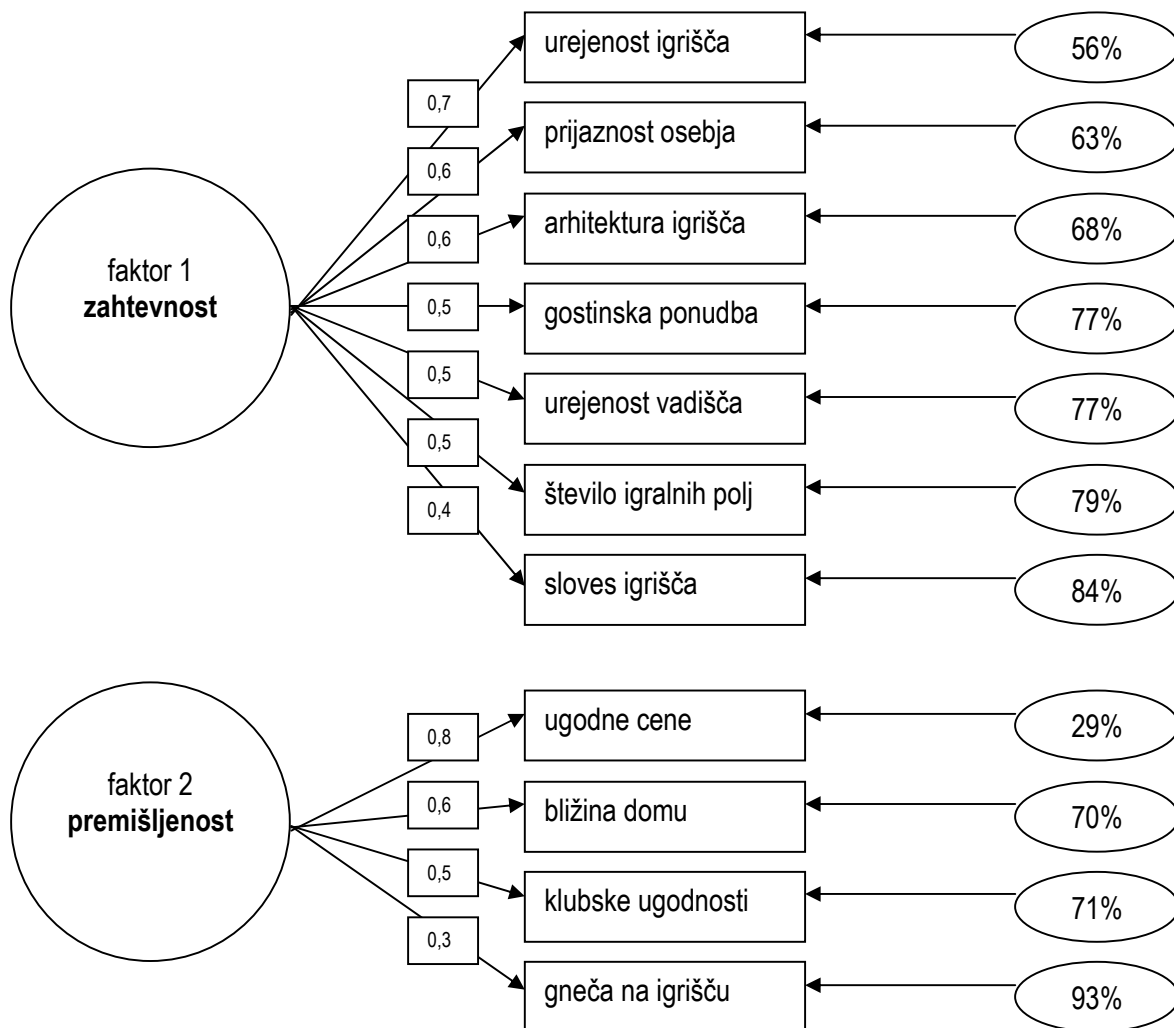 urejenost igrišča
56%
0,7
prijaznost osebja
63%
0,6
arhitektura igrišča
68%
0,6
faktor 1
zahtevnost
gostinska ponudba
77%
0,5
urejenost vadišča
77%
0,5
število igralnih polj
79%
0,5
sloves igrišča
84%
0,4
ugodne cene
29%
0,8
faktor 2
premišljenost
bližina domu
70%
0,6
klubske ugodnosti
71%
0,5
gneča na igrišču
93%
0,3